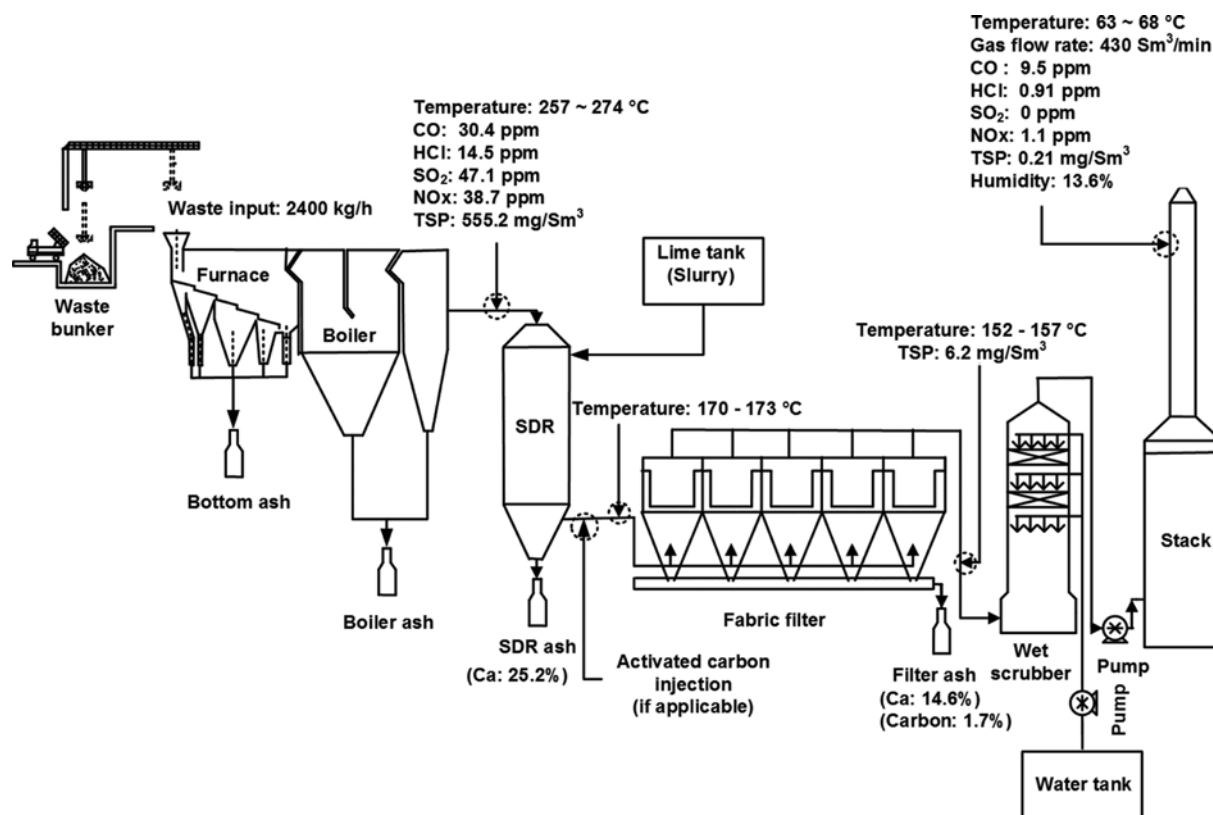 Temperature: 63 ~ 68 °C
Gas flow rate: 430 Sm³/min
CO : 9.5 ppm
HCl: 0.91 ppm
SO₂: 0 ppm
NOx: 1.1 ppm
TSP: 0.21 mg/Sm³
Humidity: 13.6%
Temperature: 257 ~ 274 °C
CO: 30.4 ppm
HCl: 14.5 ppm
SO₂: 47.1 ppm
NOx: 38.7 ppm
TSP: 555.2 mg/Sm³
Waste input: 2400 kg/h
Waste
bunker
Furnace
Boiler
Lime tank
(Slurry)
SDR
Temperature: 152 - 157 °C
TSP: 6.2 mg/Sm³
Temperature: 170 - 173 °C
Bottom ash
Boiler ash
SDR ash
(Ca: 25.2%)
Activated carbon
injection
(if applicable)
Fabric filter
Filter ash
(Ca: 14.6%)
(Carbon: 1.7%)
Wet
scrubber
Pump
Pump
Stack
Water tank